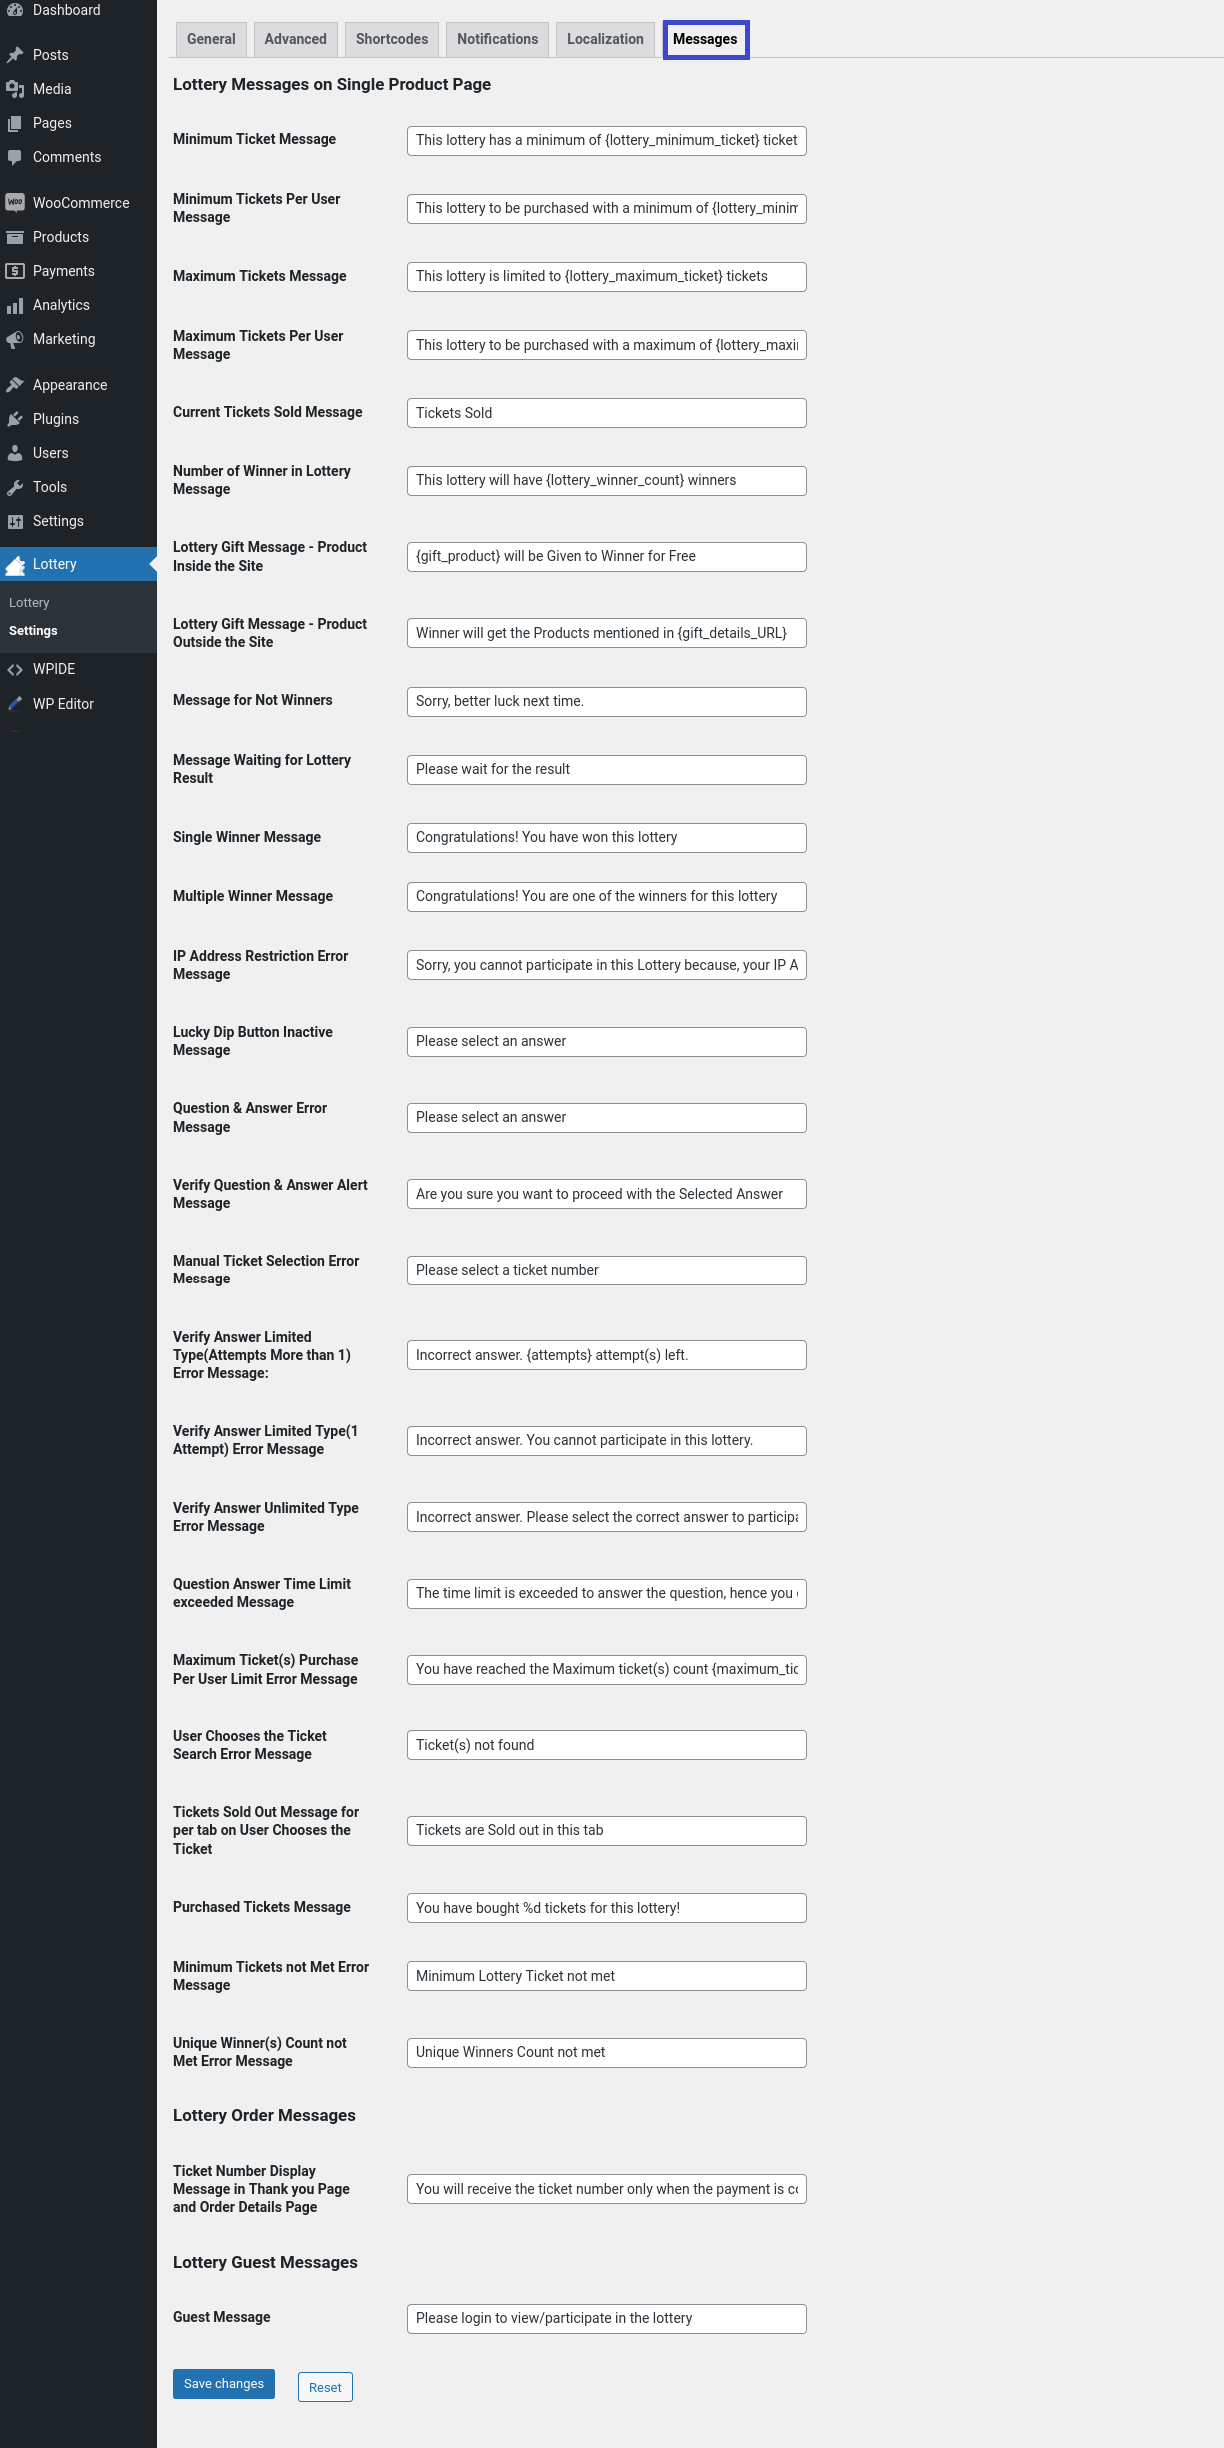 Dashboard
Posts
Media
Pages
Comments
WooCommerce
Products
Payments
Analytics
Marketing
Appearance
Plugins
Users
Tools
Settings
Lottery
Lottery
Settings
WPIDE
WP Editor
General
Advanced
Shortcodes
Notifications
Localization
Messages
Lottery Messages on Single Product Page
Minimum Ticket Message
This lottery has a minimum of {lottery_minimum_ticket} ticket
Minimum Tickets Per User
Message
This lottery to be purchased with a minimum of {lottery_minim
Maximum Tickets Message
This lottery is limited to {lottery_maximum_ticket} tickets
Maximum Tickets Per User
Message
This lottery to be purchased with a maximum of {lottery_maxi
Current Tickets Sold Message
Tickets Sold
Number of Winner in Lottery
Message
This lottery will have {lottery_winner_count} winners
Lottery Gift Message - Product
Inside the Site
{gift_product} will be Given to Winner for Free
Lottery Gift Message - Product
Outside the Site
Winner will get the Products mentioned in {gift_details_URL}
Message for Not Winners
Sorry, better luck next time.
Message Waiting for Lottery
Result
Please wait for the result
Single Winner Message
Congratulations! You have won this lottery
Multiple Winner Message
Congratulations! You are one of the winners for this lottery
IP Address Restriction Error
Message
Sorry, you cannot participate in this Lottery because, your IP A
Lucky Dip Button Inactive
Message
Please select an answer
Question & Answer Error
Message
Please select an answer
Verify Question & Answer Alert
Message
Are you sure you want to proceed with the Selected Answer
Manual Ticket Selection Error
Message
Please select a ticket number
Verify Answer Limited
Type(Attempts More than 1)
Error Message:
Incorrect answer. {attempts} attempt(s) left.
Verify Answer Limited Type(1
Attempt) Error Message
Incorrect answer. You cannot participate in this lottery.
Verify Answer Unlimited Type
Error Message
Incorrect answer. Please select the correct answer to participa
Question Answer Time Limit
exceeded Message
The time limit is exceeded to answer the question, hence you
Maximum Ticket(s) Purchase
Per User Limit Error Message
You have reached the Maximum ticket(s) count {maximum_tic
User Chooses the Ticket
Search Error Message
Ticket(s) not found
Tickets Sold Out Message for
per tab on User Chooses the
Ticket
Tickets are Sold out in this tab
Purchased Tickets Message
You have bought %d tickets for this lottery!
Minimum Tickets not Met Error
Message
Minimum Lottery Ticket not met
Unique Winner(s) Count not
Met Error Message
Unique Winners Count not met
Lottery Order Messages
Ticket Number Display
Message in Thank you Page
and Order Details Page
You will receive the ticket number only when the payment is co
Lottery Guest Messages
Guest Message
Please login to view/participate in the lottery
Save changes
Reset